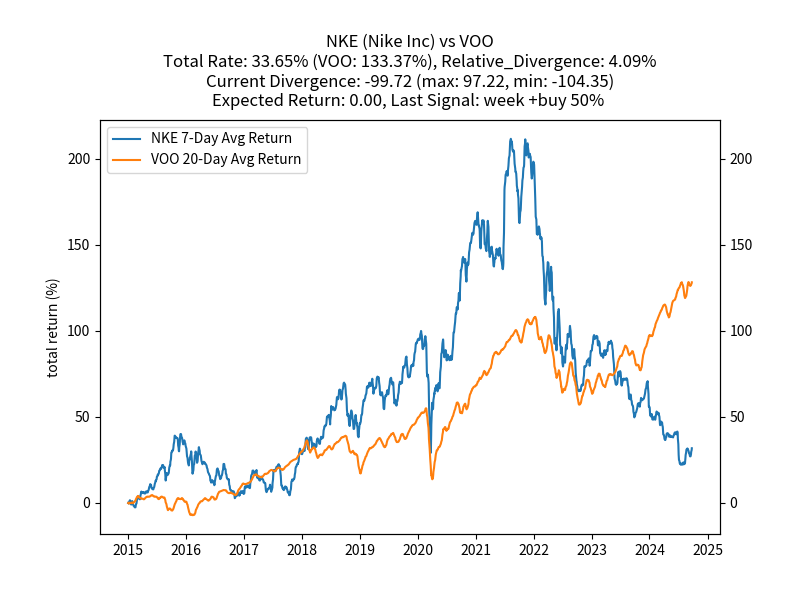 NKE (Nike Inc) vs VOO
Total Rate: 33.65% (VOO: 133.37%), Relative_Divergence: 4.09%
Current Divergence: -99.72 (max: 97.22, min: -104.35)
Expected Return: 0.00, Last Signal: week +buy 50%
NKE 7-Day Avg Return
VOO 20-Day Avg Return
200
150
100
50
0
total return (%)
200
150
100
50
0
2015 2016 2017 2018 2019 2020 2021 2022 2023 2024 2025